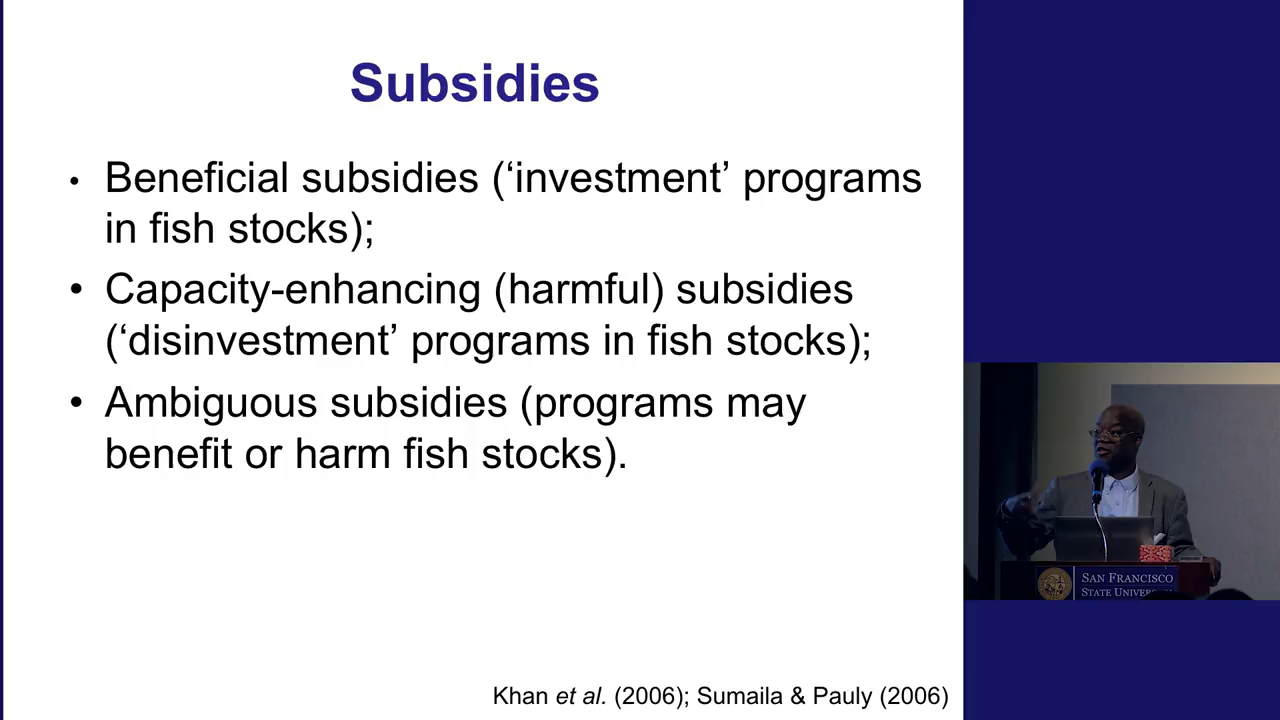 Subsidies
• Beneficial subsidies (‘investment’ programs
in fish stocks);
• Capacity-enhancing (harmful) subsidies
(‘disinvestment’ programs in fish stocks);
• Ambiguous subsidies (programs may
benefit or harm fish stocks).
Khan et al. (2006); Sumaila & Pauly (2006)
SAN FRANCISCO
STATE